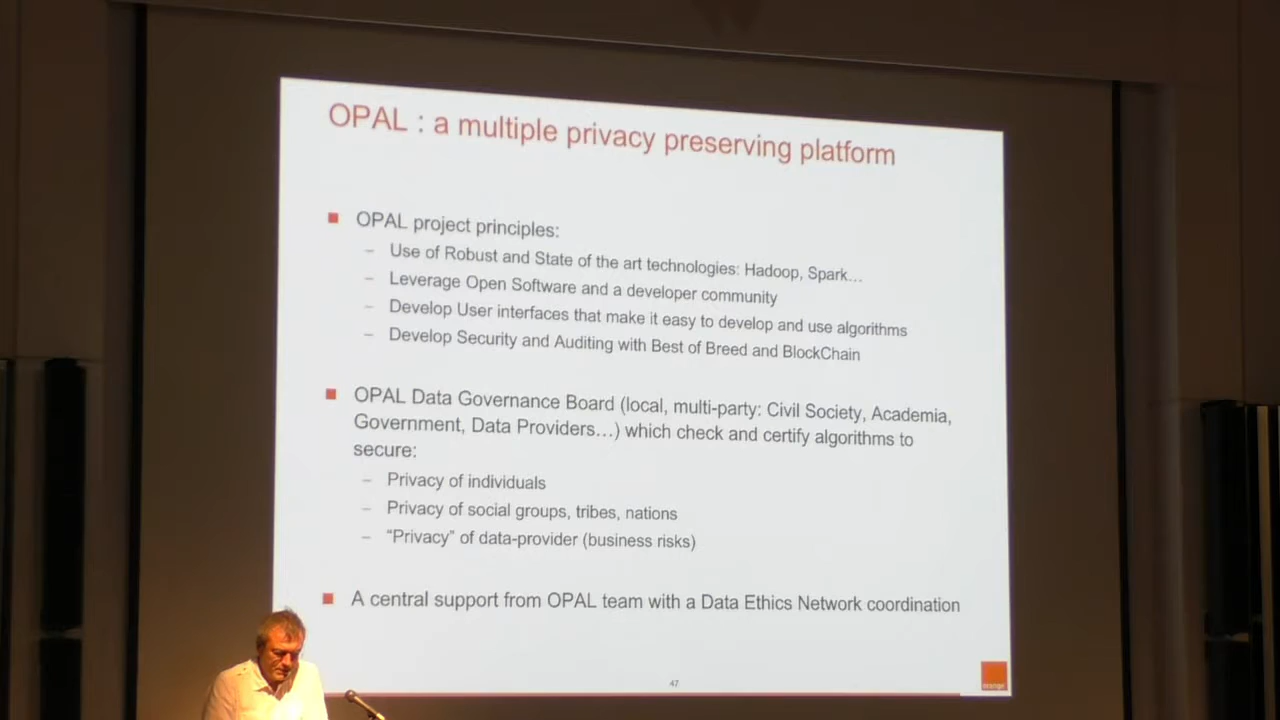 OPAL : a multiple privacy preserving platform
OPAL project principles:
– Use of Robust and State of the art technologies: Hadoop, Spark…
– Leverage Open Software and a developer community
– Develop User interfaces that make it easy to develop and use algorithms
– Develop Security and Auditing with Best of Breed and BlockChain
OPAL Data Governance Board (local, multi-party: Civil Society, Academia,
Government, Data Providers…) which check and certify algorithms to
secure:
– Privacy of individuals
– Privacy of social groups, tribes, nations
– “Privacy” of data-provider (business risks)
A central support from OPAL team with a Data Ethics Network coordination
47
orange